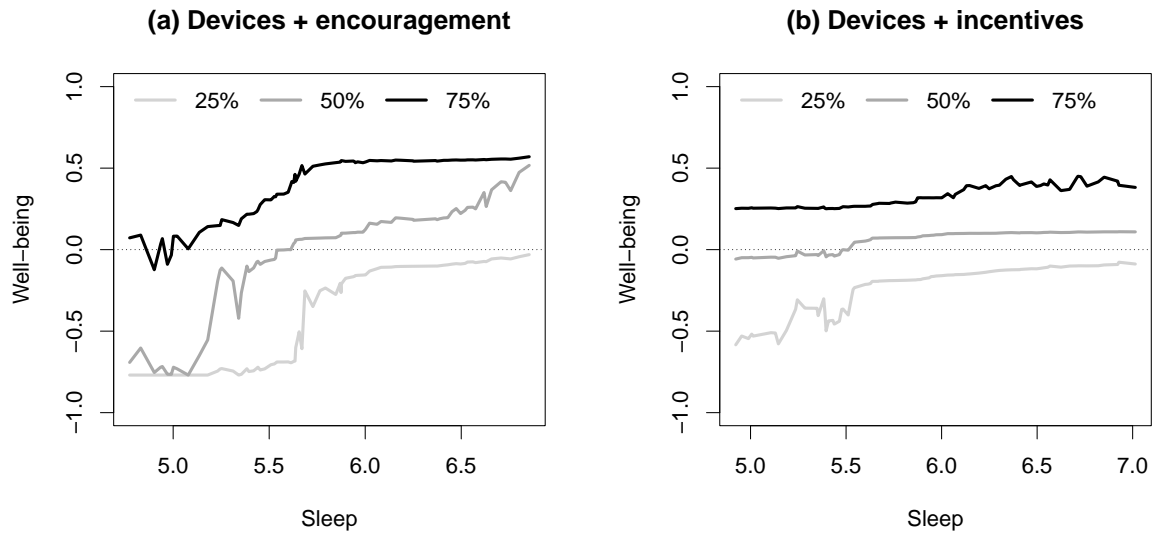 (a) Devices + encouragement
25% 50% 75%
1.0
0.5
0.0
−0.5
−1.0
Well−being
5.0 5.5 6.0 6.5
Sleep
(b) Devices + incentives
25% 50% 75%
1.0
0.5
0.0
−0.5
−1.0
Well−being
5.0 5.5 6.0 6.5 7.0
Sleep